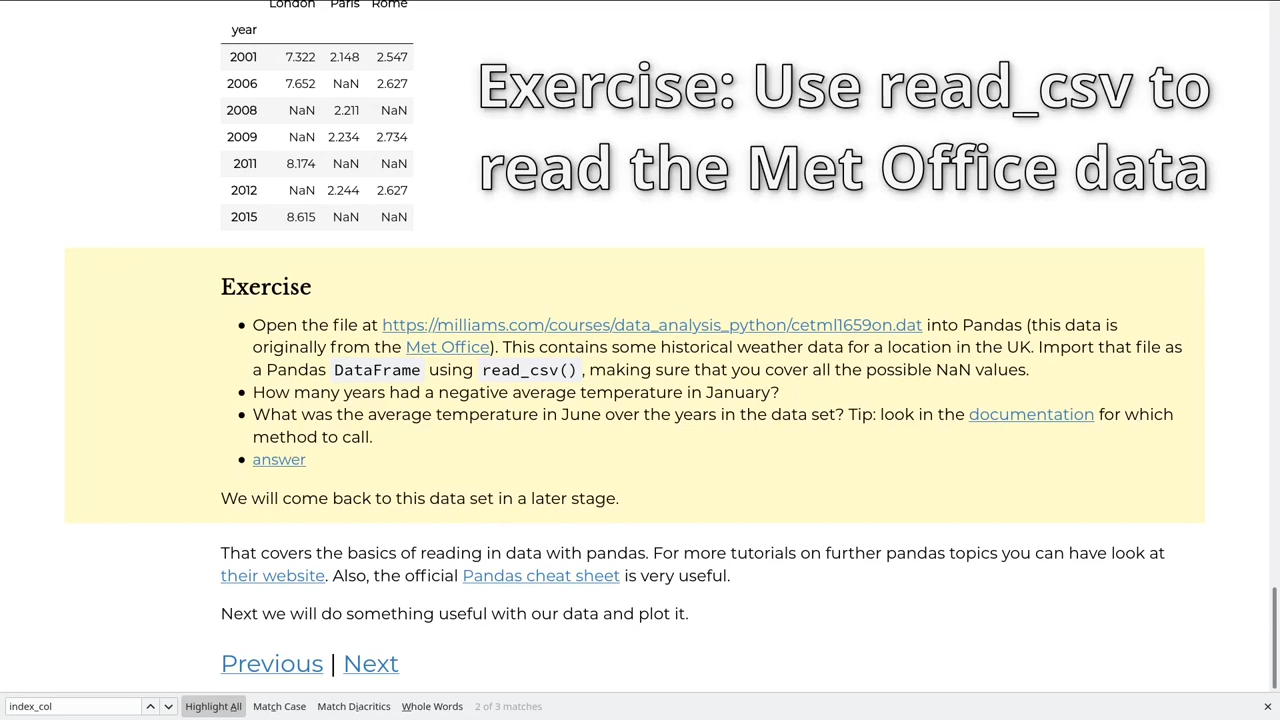 London Paris Rome
year
2001 7.322 2.148 2.547
2006 7.652 NaN 2.627
2008 NaN 2.211 NaN
2009 NaN 2.234 2.734
2011 8.174 NaN NaN
2012 NaN 2.244 2.627
2015 8.615 NaN NaN
Exercise: Use read_csv to
read the Met Office data
Exercise
• Open the file at https://milliams.com/courses/data_analysis_python/cetml1659on.dat into Pandas (this data is
originally from the Met Office). This contains some historical weather data for a location in the UK. Import that file as
a Pandas DataFrame using read_csv(), making sure that you cover all the possible NaN values.
• How many years had a negative average temperature in January?
• What was the average temperature in June over the years in the data set? Tip: look in the documentation for which
method to call.
• answer
We will come back to this data set in a later stage.
That covers the basics of reading in data with pandas. For more tutorials on further pandas topics you can have look at
their website. Also, the official Pandas cheat sheet is very useful.
Next we will do something useful with our data and plot it.
Previous | Next
index_col Highlight All Match Case Match Diacritics Whole Words 2 of 3 matches